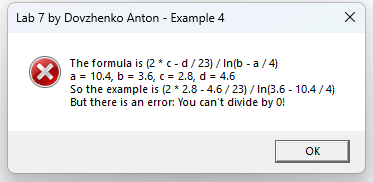 Lab 7 by Dovzhenko Anton - Example 4
The formula is (2 * c - d / 23) / ln(b - a / 4)
a = 10.4, b = 3.6, c = 2.8, d = 4.6
So the example is (2 * 2.8 - 4.6 / 23) / ln(3.6 - 10.4 / 4)
But there is an error: You can't divide by 0!
OK